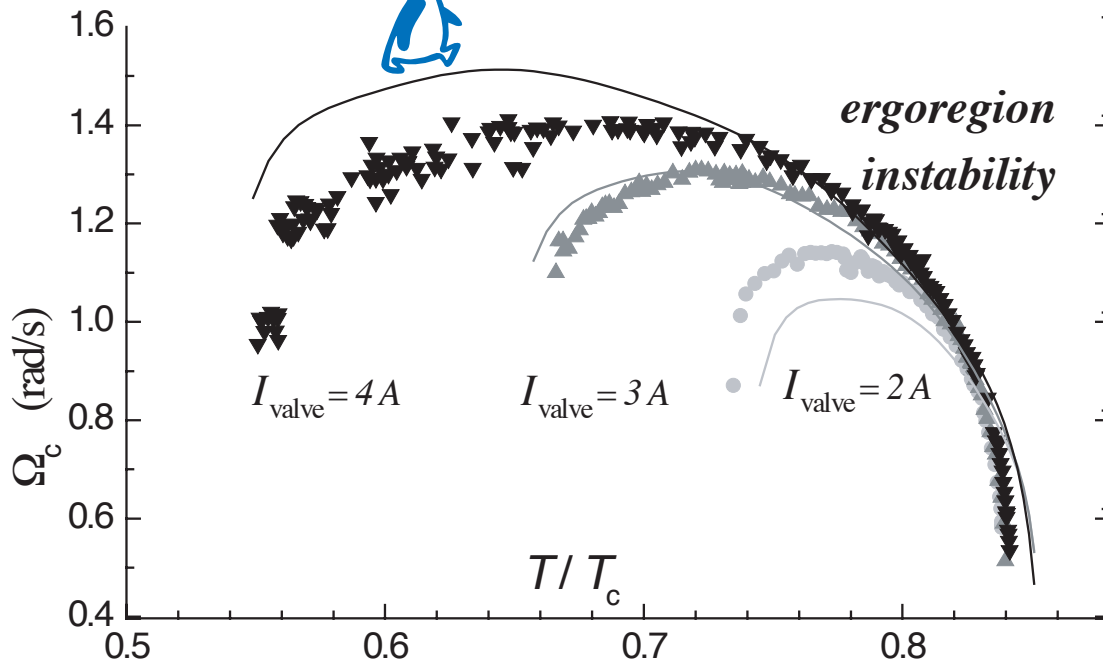 1.6
1.4
1.2
1.0
0.8
0.6
0.4
Ω_c (rad/s)
ergoregion
instability
I_valve = 4 A
I_valve = 3 A
I_valve = 2 A
T / T_c
0.5
0.6
0.7
0.8